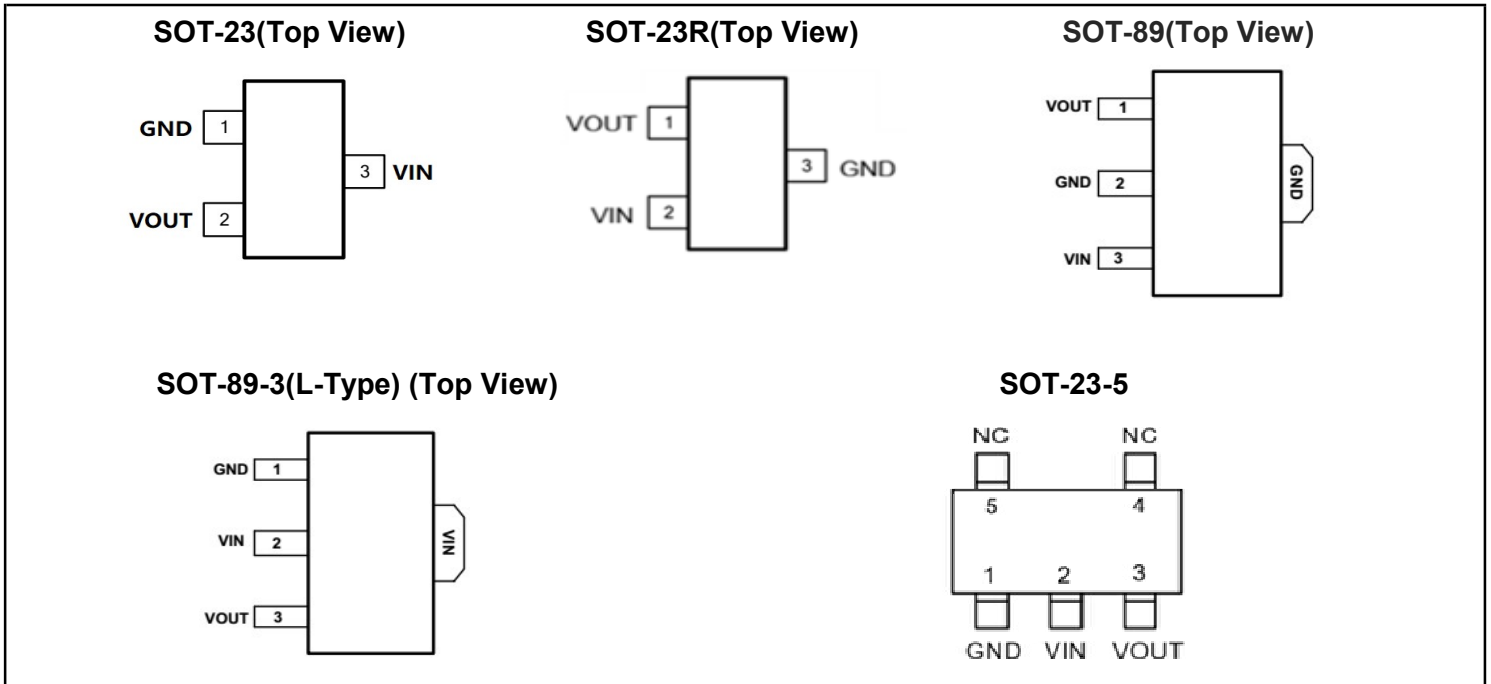 SOT-23(Top View)
GND 1
3 VIN
VOUT 2
SOT-23R(Top View)
VOUT 1
3 GND
VIN 2
SOT-89(Top View)
VOUT 1
GND 2
GND
VIN 3
SOT-89-3(L-Type) (Top View)
GND 1
VIN 2
VIN
VOUT 3
SOT-23-5
NC NC
5 4
1 2 3
GND VIN VOUT